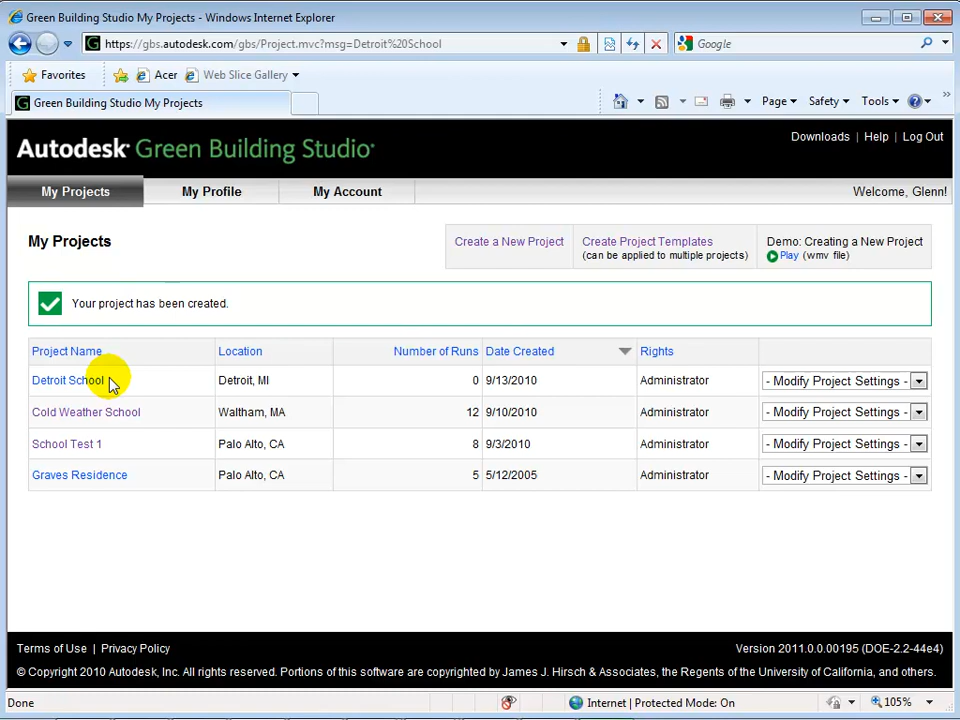 Green Building Studio My Projects - Windows Internet Explorer
https://gbs.autodesk.com/gbs/Project.mvc?msg=Detroit%20School
Google
Favorites
Acer
Web Slice Gallery
Green Building Studio My Projects
Page
Safety
Tools
Autodesk Green Building Studio
Downloads | Help | Log Out
My Projects
My Profile
My Account
Welcome, Glenn!
My Projects
Create a New Project
Create Project Templates
(can be applied to multiple projects)
Demo: Creating a New Project
Play (wmv file)
Your project has been created.
Project Name Location Number of Runs Date Created Rights
Detroit School Detroit, MI 0 9/13/2010 Administrator - Modify Project Settings -
Cold Weather School Waltham, MA 12 9/10/2010 Administrator - Modify Project Settings -
School Test 1 Palo Alto, CA 8 9/3/2010 Administrator - Modify Project Settings -
Graves Residence Palo Alto, CA 5 5/12/2005 Administrator - Modify Project Settings -
Terms of Use | Privacy Policy
Version 2011.0.0.00195 (DOE-2.2-44e4)
© Copyright 2010 Autodesk, Inc. All rights reserved. Portions of this software are copyrighted by James J. Hirsch & Associates, the Regents of the University of California, and others.
Done
Internet | Protected Mode: On
105%